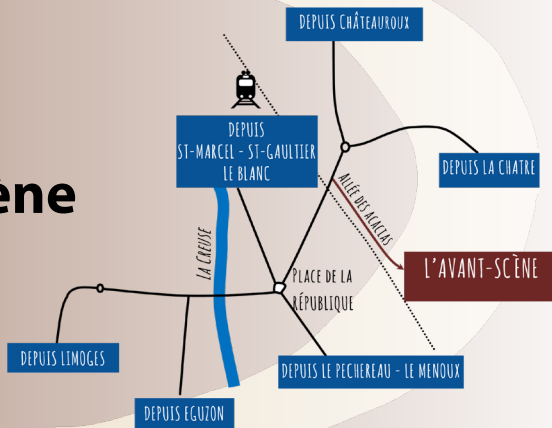 DEPUIS CHÂTEAUROUX
DEPUIS
ST-MARCEL - ST-GAULTIER
LE BLANC
DEPUIS LA CHATRE
ène
ALLÉE DES ACACIAS
LA CREUSE
L'AVANT-SCÈNE
PLACE DE LA
RÉPUBLIQUE
DEPUIS LIMOGES
DEPUIS LE PECHEREAU - LE MENOUX
DEPUIS EGUZON